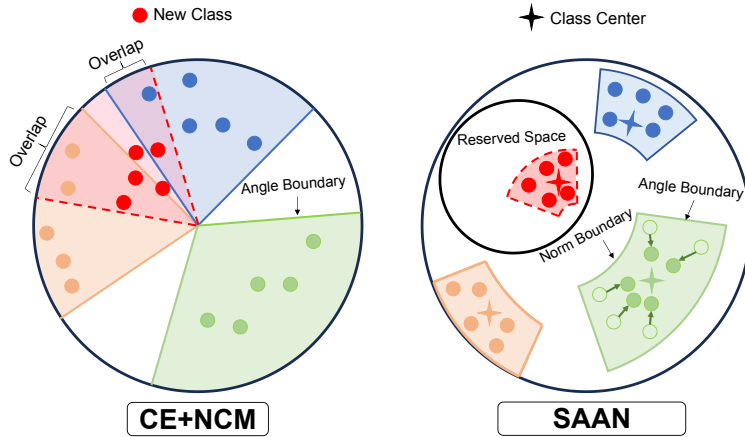 New Class
Class Center
Overlap
Overlap
Angle Boundary
Reserved Space
Angle Boundary
Norm Boundary
CE+NCM
SAAN